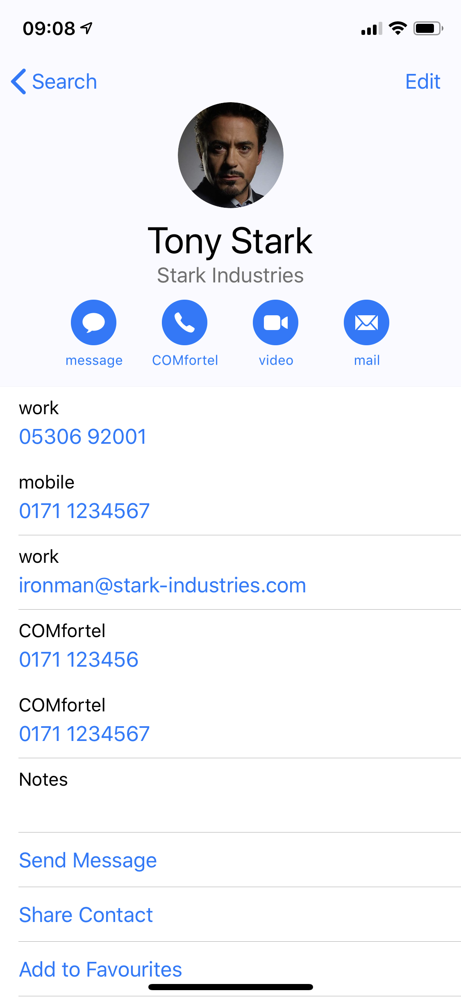 09:08
Search Edit
Tony Stark
Stark Industries
message COMfortel video mail
work
05306 92001
mobile
0171 1234567
work
ironman@stark-industries.com
COMfortel
0171 123456
COMfortel
0171 1234567
Notes
Send Message
Share Contact
Add to Favourites